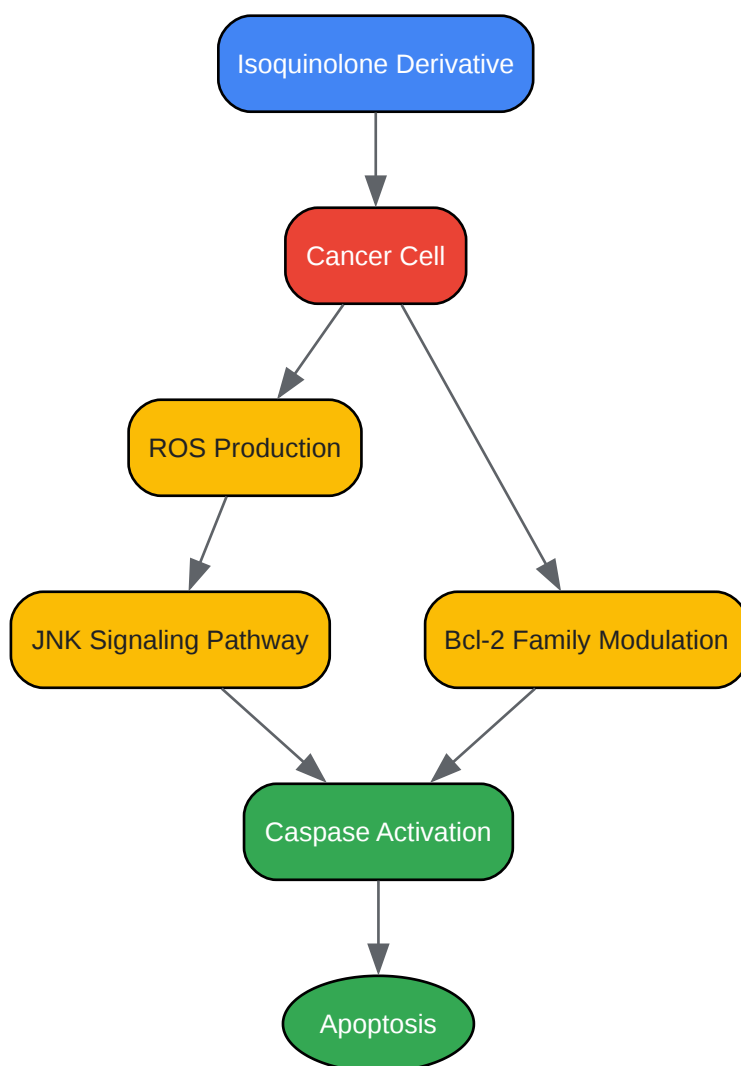 Isoquinolone Derivative
Cancer Cell
ROS Production
JNK Signaling Pathway
Bcl-2 Family Modulation
Caspase Activation
Apoptosis